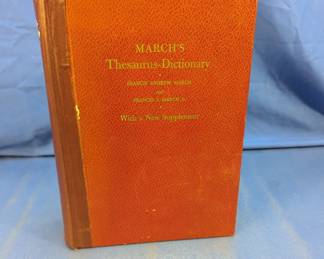 MARCH'S
Thesaurus-Dictionary
FRANCIS ANDREW MARCH
AND
FRANCIS A. MARCH Jr.
With a New Supplement